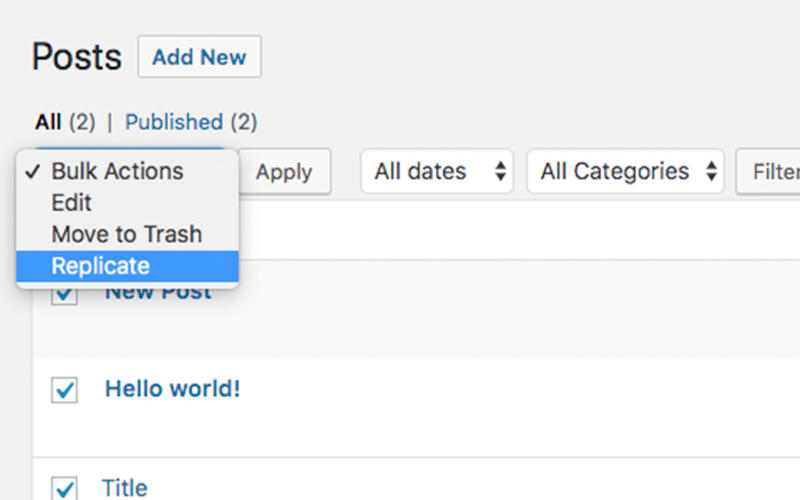 Posts Add New
All (2) | Published (2)
✓ Bulk Actions Apply All dates All Categories Filter
Edit
Move to Trash
Replicate
New Post
Hello world!
Title